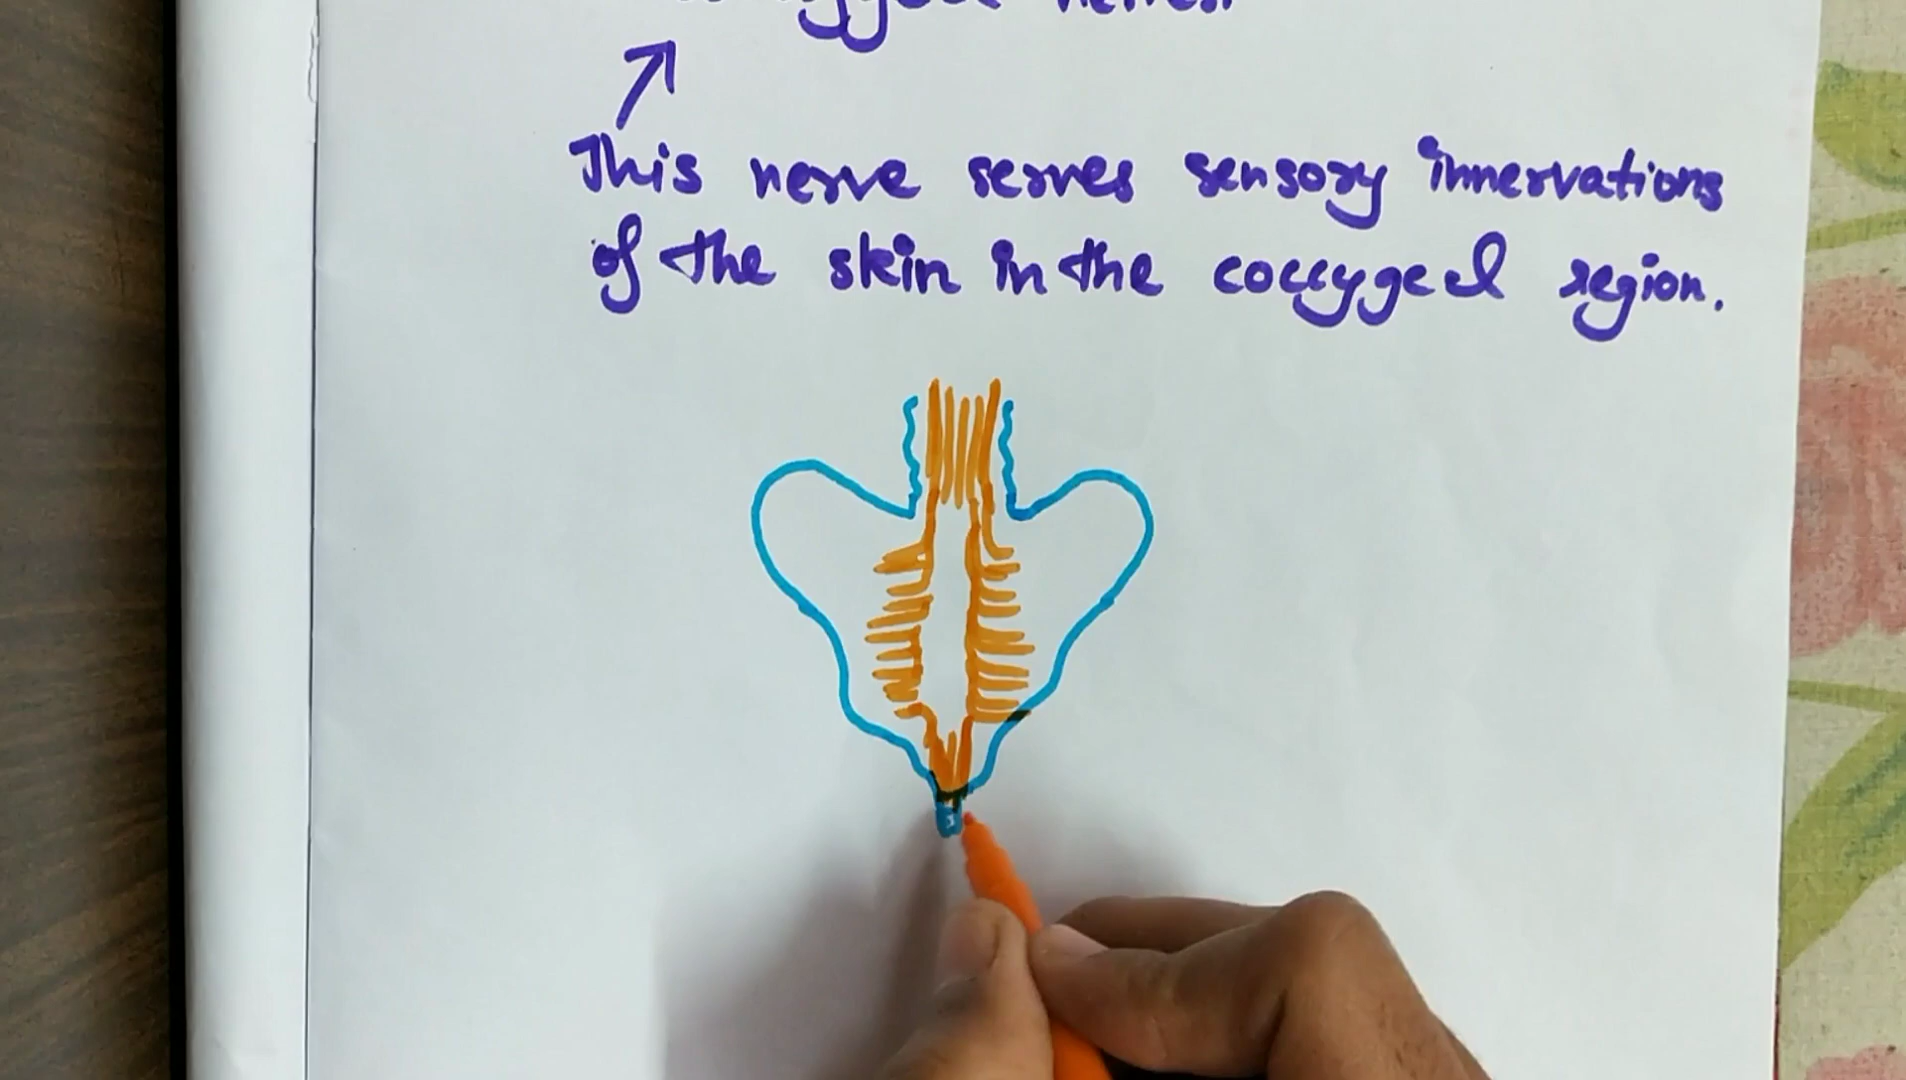 This nerve serves sensory innervations
of the skin in the coccygeal region.